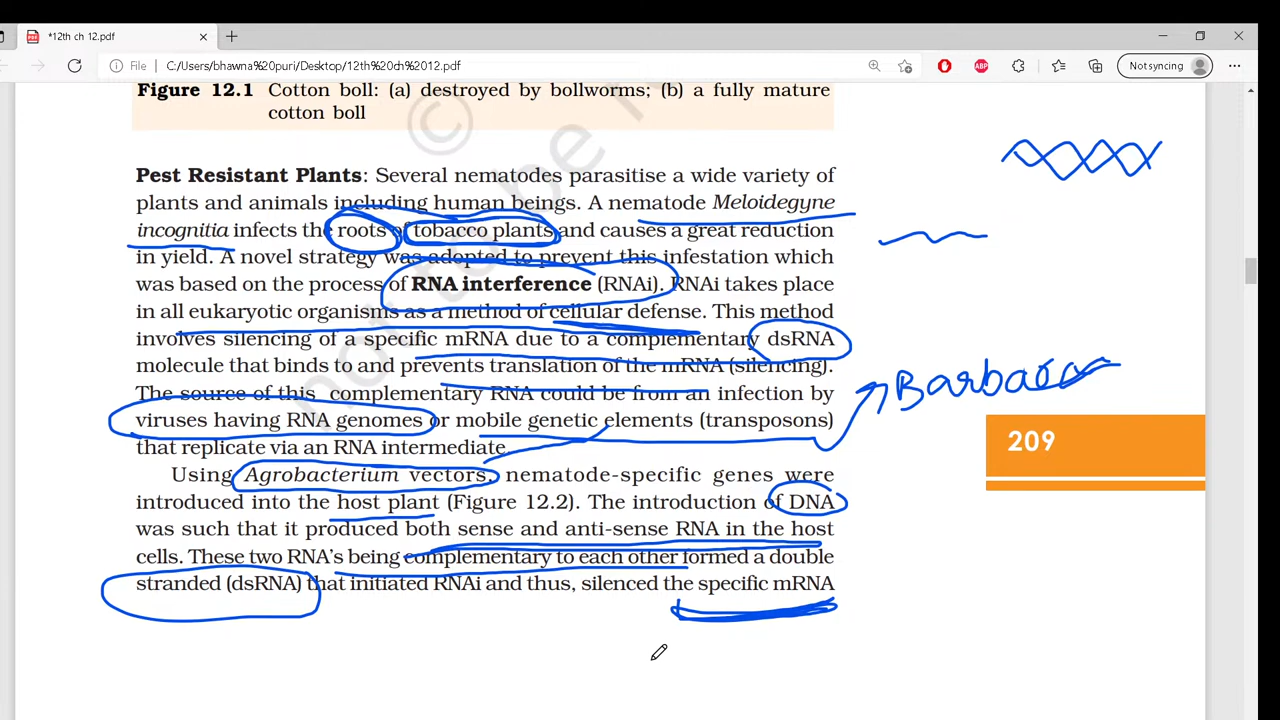 *12th ch 12.pdf
File C:/Users/bhawna%20puri/Desktop/12th%20ch%2012.pdf
ABP
Not syncing
Figure 12.1 Cotton boll: (a) destroyed by bollworms; (b) a fully mature
cotton boll
© not to be r
Pest Resistant Plants: Several nematodes parasitise a wide variety of
plants and animals including human beings. A nematode Meloidegyne
incognitia infects the roots of tobacco plants and causes a great reduction
in yield. A novel strategy was adopted to prevent this infestation which
was based on the process of RNA interference (RNAi). RNAi takes place
in all eukaryotic organisms as a method of cellular defense. This method
involves silencing of a specific mRNA due to a complementary dsRNA
molecule that binds to and prevents translation of the mRNA (silencing).
The source of this complementary RNA could be from an infection by
viruses having RNA genomes or mobile genetic elements (transposons)
that replicate via an RNA intermediate.
Using Agrobacterium vectors, nematode-specific genes were
introduced into the host plant (Figure 12.2). The introduction of DNA
was such that it produced both sense and anti-sense RNA in the host
cells. These two RNA's being complementary to each other formed a double
stranded (dsRNA) that initiated RNAi and thus, silenced the specific mRNA
209